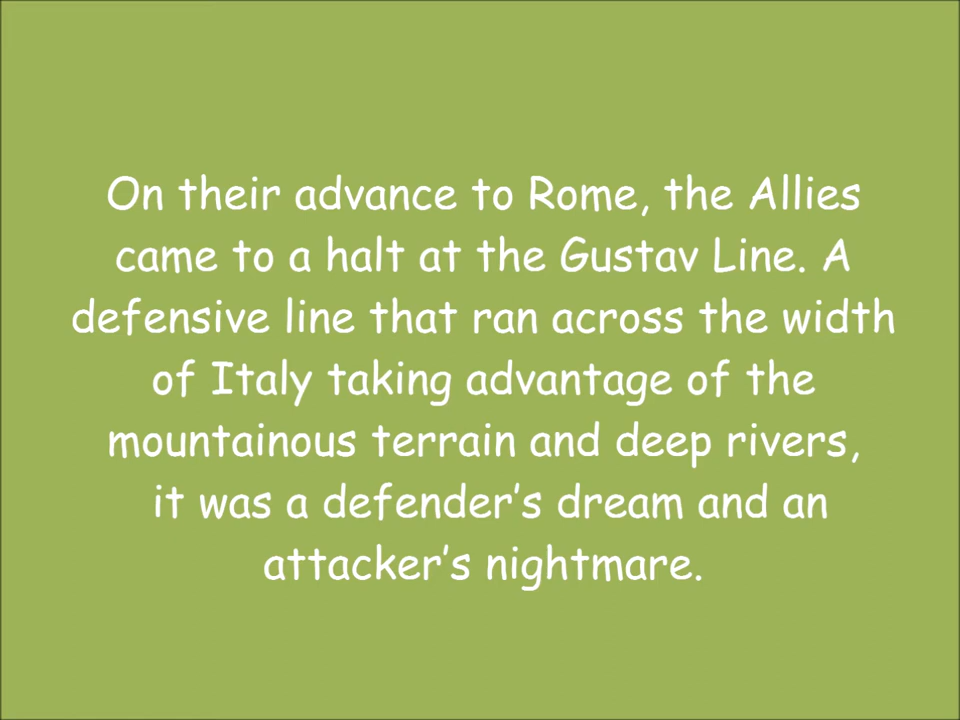 On their advance to Rome, the Allies
came to a halt at the Gustav Line. A
defensive line that ran across the width
of Italy taking advantage of the
mountainous terrain and deep rivers,
it was a defender’s dream and an
attacker’s nightmare.